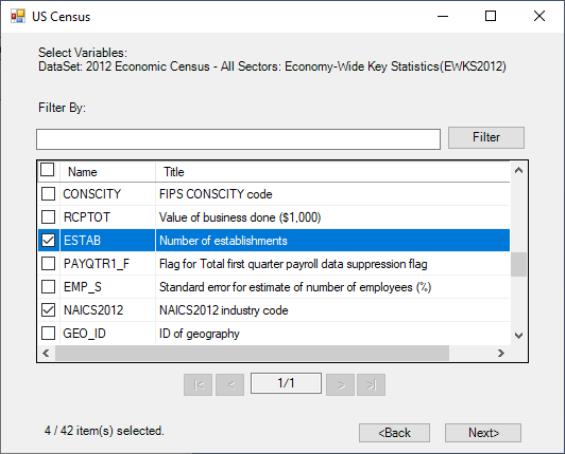 US Census
Select Variables:
DataSet: 2012 Economic Census - All Sectors: Economy-Wide Key Statistics(EWKS2012)
Filter By:
Filter
Name Title
CONSCITY FIPS CONSCITY code
RCPTOT Value of business done ($1,000)
ESTAB Number of establishments
PAYQTR1_F Flag for Total first quarter payroll data suppression flag
EMP_S Standard error for estimate of number of employees (%)
NAICS2012 NAICS2012 industry code
GEO_ID ID of geography
|< < 1/1 > >|
4 / 42 item(s) selected.
<Back Next>